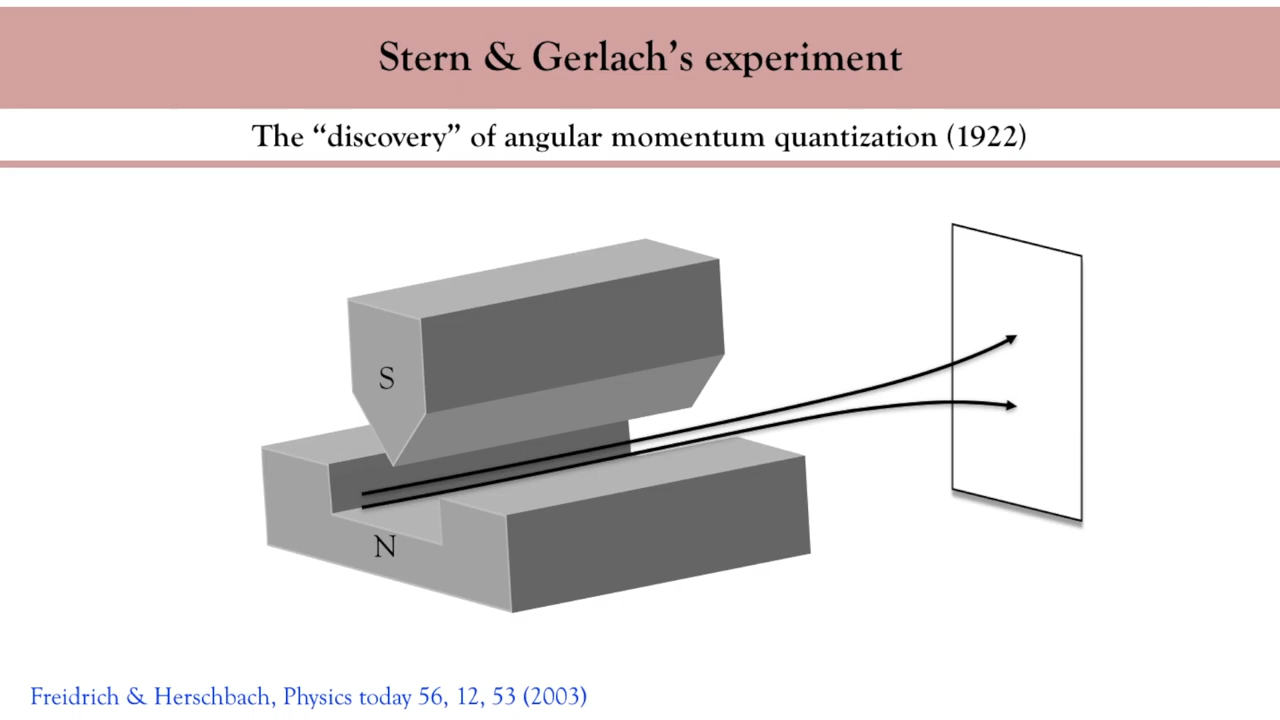 Stern & Gerlach's experiment
The “discovery” of angular momentum quantization (1922)
S
N
Freidrich & Herschbach, Physics today 56, 12, 53 (2003)